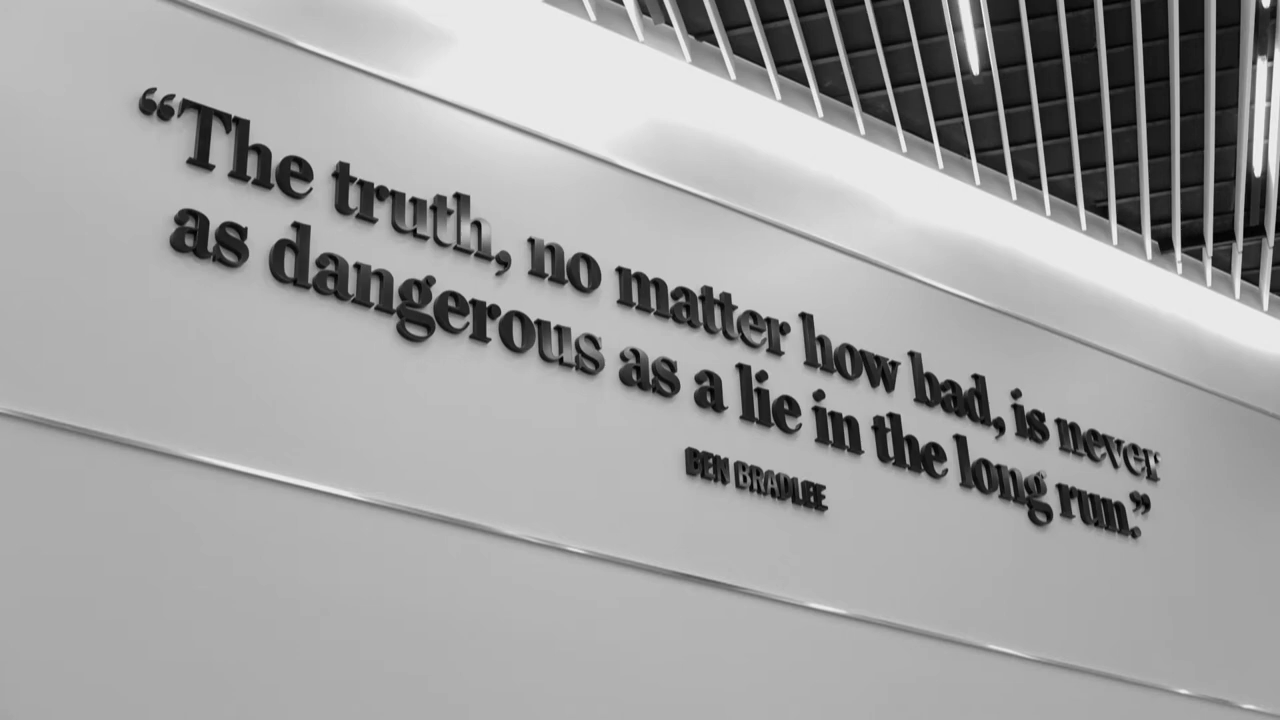 “The truth, no matter how bad, is never
as dangerous as a lie in the long run.”
BEN BRADLEE